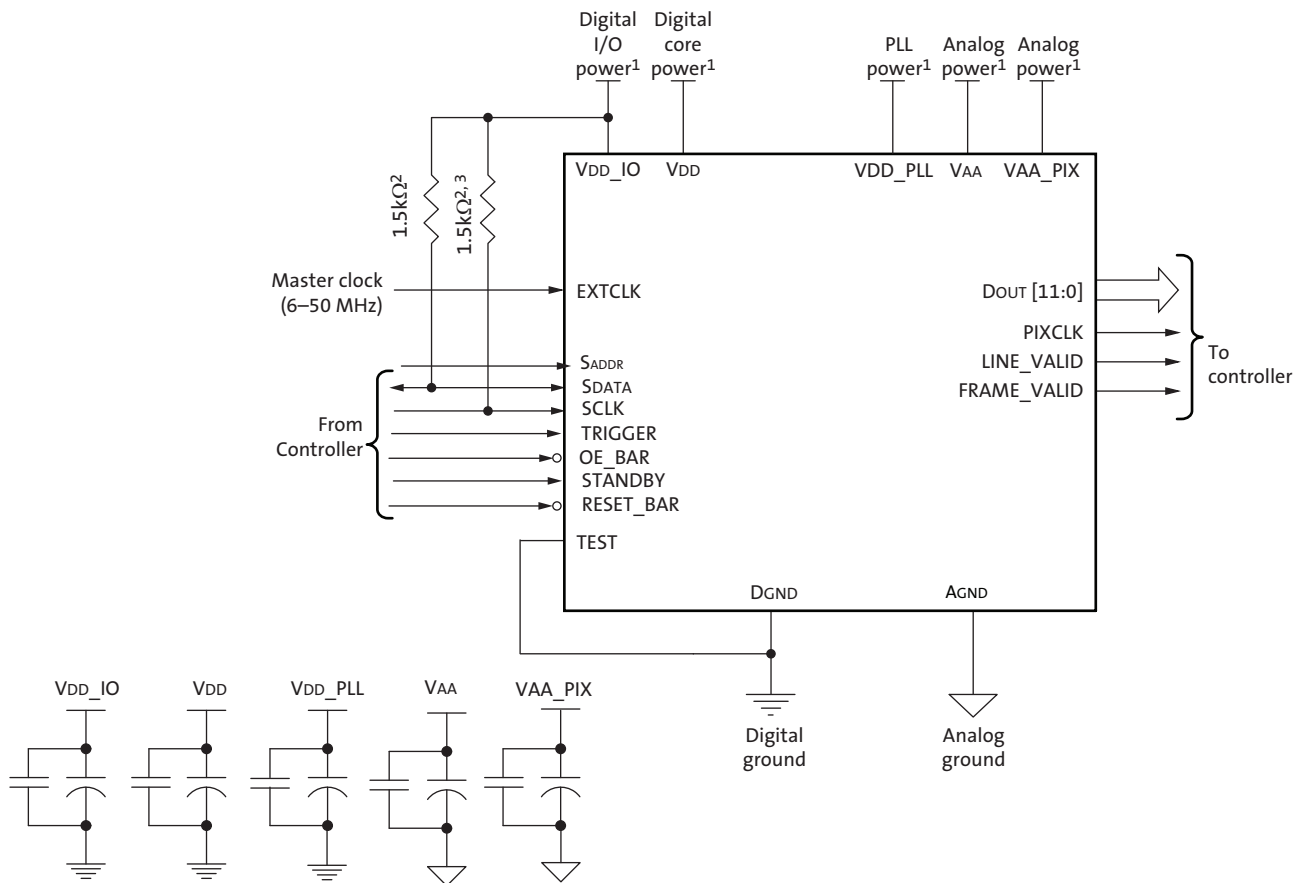 Digital
I/O
power1
Digital
core
power1
PLL
power1
Analog
power1
Analog
power1
VDD_IO
VDD
VDD_PLL
VAA
VAA_PIX
1.5kΩ2
1.5kΩ2, 3
Master clock
(6–50 MHz)
EXTCLK
SADDR
SDATA
SCLK
TRIGGER
OE_BAR
STANDBY
RESET_BAR
TEST
From
Controller
DOUT [11:0]
PIXCLK
LINE_VALID
FRAME_VALID
To
controller
DGND
AGND
Digital
ground
Analog
ground
VDD_IO
VDD
VDD_PLL
VAA
VAA_PIX